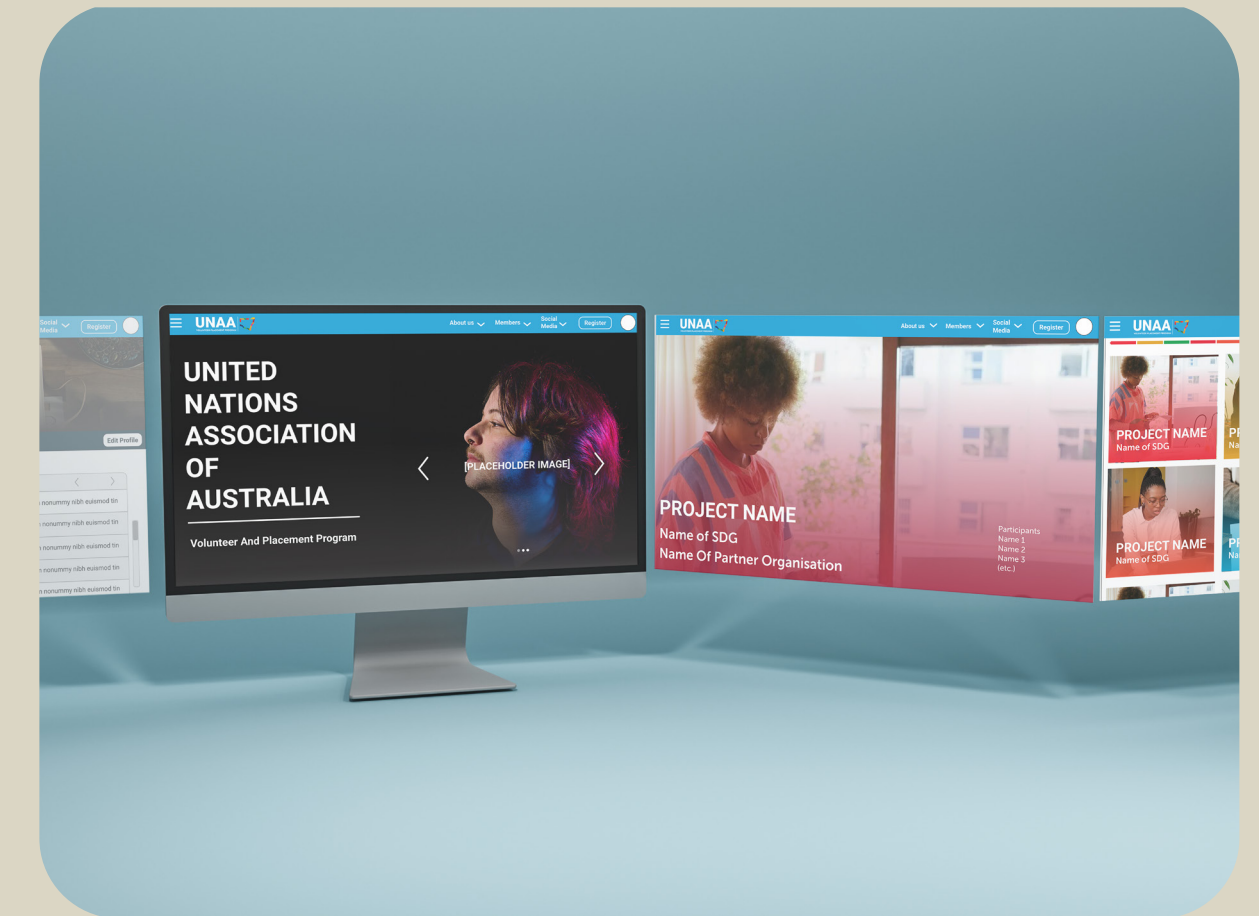 Social
Media
Register
Edit Profile
nonummy nibh euismod tin
nonummy nibh euismod tin
nonummy nibh euismod tin
nonummy nibh euismod tin
nonummy nibh euismod tin
UNAA
About us
Members
Social
Media
Register
UNITED
NATIONS
ASSOCIATION
OF
AUSTRALIA
[PLACEHOLDER IMAGE]
Volunteer And Placement Program
UNAA
About us
Members
Social
Media
Register
PROJECT NAME
Name of SDG
Name Of Partner Organisation
Participants
Name 1
Name 2
Name 3
(etc.)
UNAA
PROJECT NAME
Name of SDG
PROJECT NAME
Name of SDG